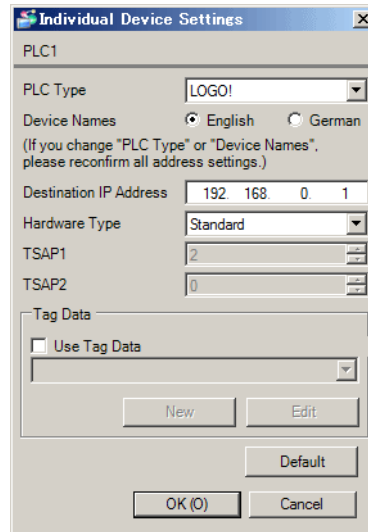 Individual Device Settings
PLC1
PLC Type LOGO!
Device Names English German
(If you change "PLC Type" or "Device Names",
please reconfirm all address settings.)
Destination IP Address 192. 168. 0. 1
Hardware Type Standard
TSAP1 2
TSAP2 0
Tag Data
Use Tag Data
New Edit
Default
OK (O) Cancel